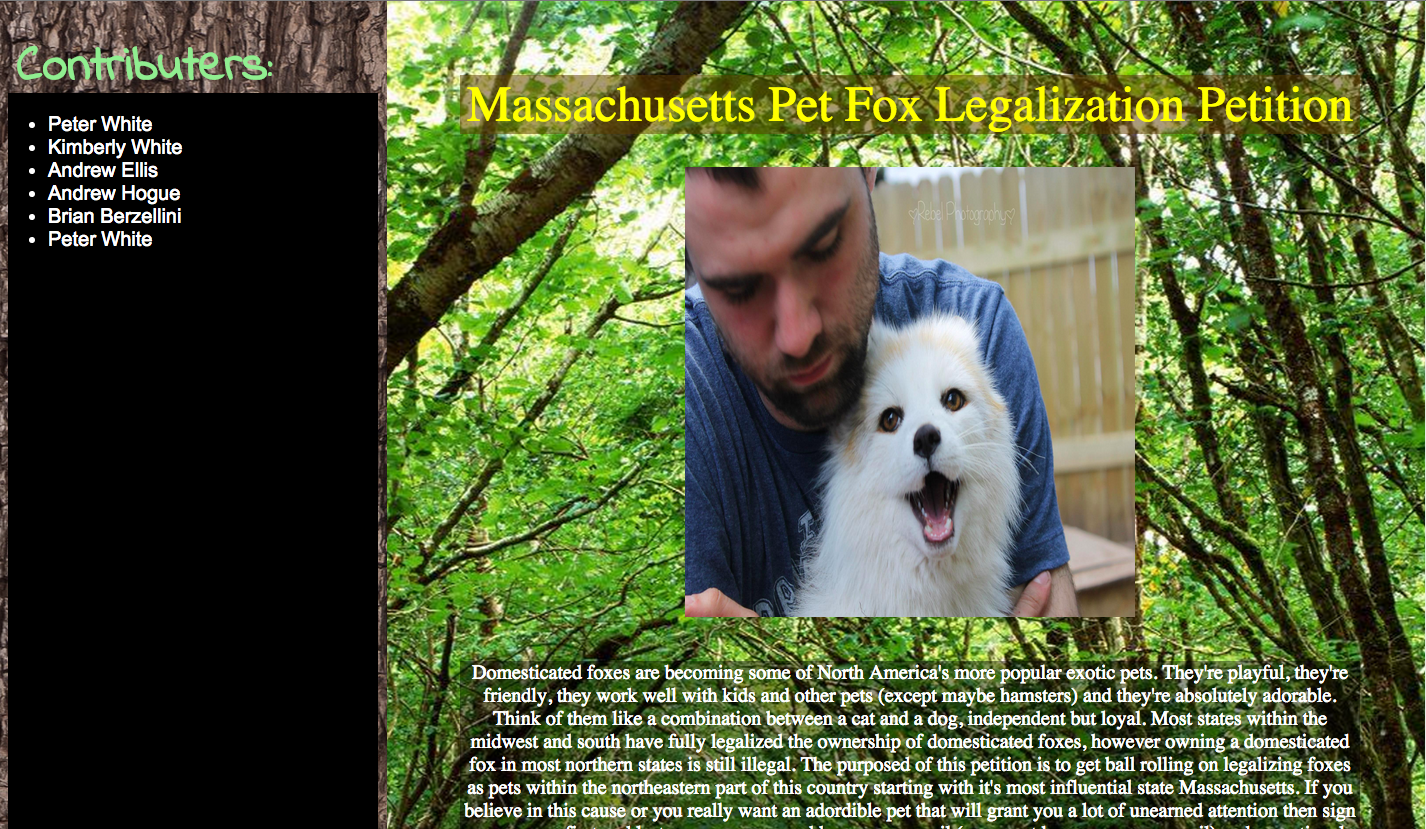 Contributers:
• Peter White
• Kimberly White
• Andrew Ellis
• Andrew Hogue
• Brian Berzellini
• Peter White
Massachusetts Pet Fox Legalization Petition
♡Rebel Photography♡
Domesticated foxes are becoming some of North America's more popular exotic pets. They're playful, they're
friendly, they work well with kids and other pets (except maybe hamsters) and they're absolutely adorable.
Think of them like a combination between a cat and a dog, independent but loyal. Most states within the
midwest and south have fully legalized the ownership of domesticated foxes, however owning a domesticated
fox in most northern states is still illegal. The purposed of this petition is to get ball rolling on legalizing foxes
as pets within the northeastern part of this country starting with it's most influential state Massachusetts. If you
believe in this cause or you really want an adordible pet that will grant you a lot of unearned attention then sign